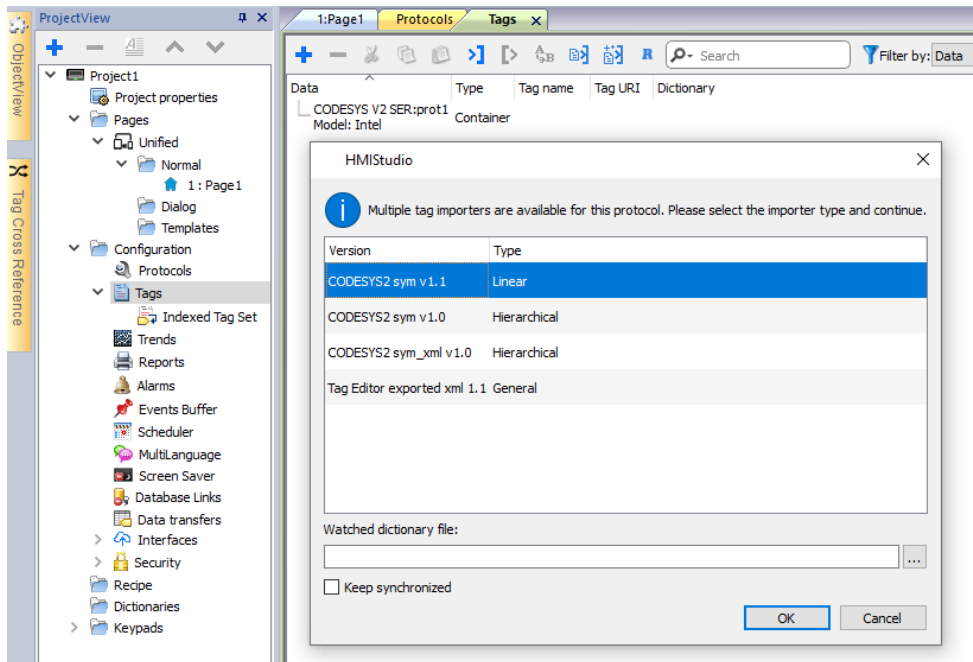 ObjectView
Tag Cross Reference
ProjectView
Project1
Project properties
Pages
Unified
Normal
1 : Page1
Dialog
Templates
Configuration
Protocols
Tags
Indexed Tag Set
Trends
Reports
Alarms
Events Buffer
Scheduler
MultiLanguage
Screen Saver
Database Links
Data transfers
Interfaces
Security
Recipe
Dictionaries
Keypads
1:Page1 Protocols Tags
A B R Search Filter by: Data
Data Type Tag name Tag URI Dictionary
CODESYS V2 SER:prot1 Container
Model: Intel
HMIStudio
Multiple tag importers are available for this protocol. Please select the importer type and continue.
Version Type
CODESYS2 sym v1.1 Linear
CODESYS2 sym v1.0 Hierarchical
CODESYS2 sym_xml v1.0 Hierarchical
Tag Editor exported xml 1.1 General
Watched dictionary file:
...
Keep synchronized
OK Cancel